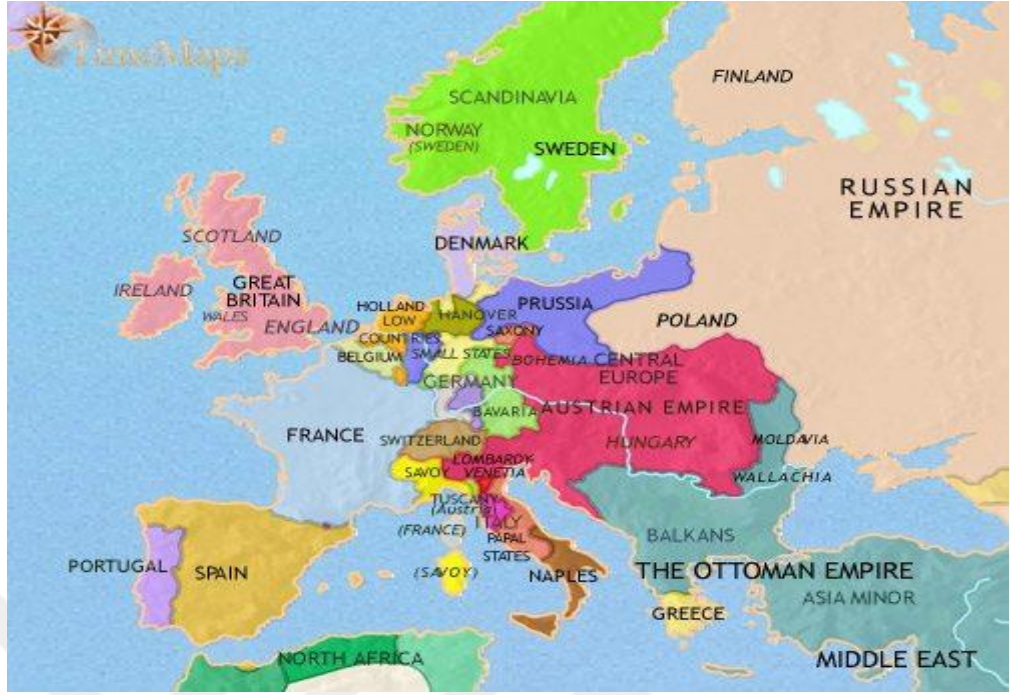 TimeMaps
FINLAND
SCANDINAVIA
NORWAY
(SWEDEN)
SWEDEN
RUSSIAN
EMPIRE
SCOTLAND
DENMARK
IRELAND
GREAT
BRITAIN
WALES
ENGLAND
HOLLAND
LOW
COUNTRIES
BELGIUM
HANOVER
PRUSSIA
SAXONY
POLAND
SMALL STATES
BOHEMIA
CENTRAL
EUROPE
GERMANY
BAVARIA
AUSTRIAN EMPIRE
FRANCE
SWITZERLAND
HUNGARY
MOLDAVIA
LOMBARDY
VENETIA
SAVOY
WALLACHIA
TUSCANY
(Austria)
ITALY
(FRANCE)
PAPAL
STATES
BALKANS
PORTUGAL
SPAIN
(SAVOY)
NAPLES
THE OTTOMAN EMPIRE
ASIA MINOR
GREECE
NORTH AFRICA
MIDDLE EAST